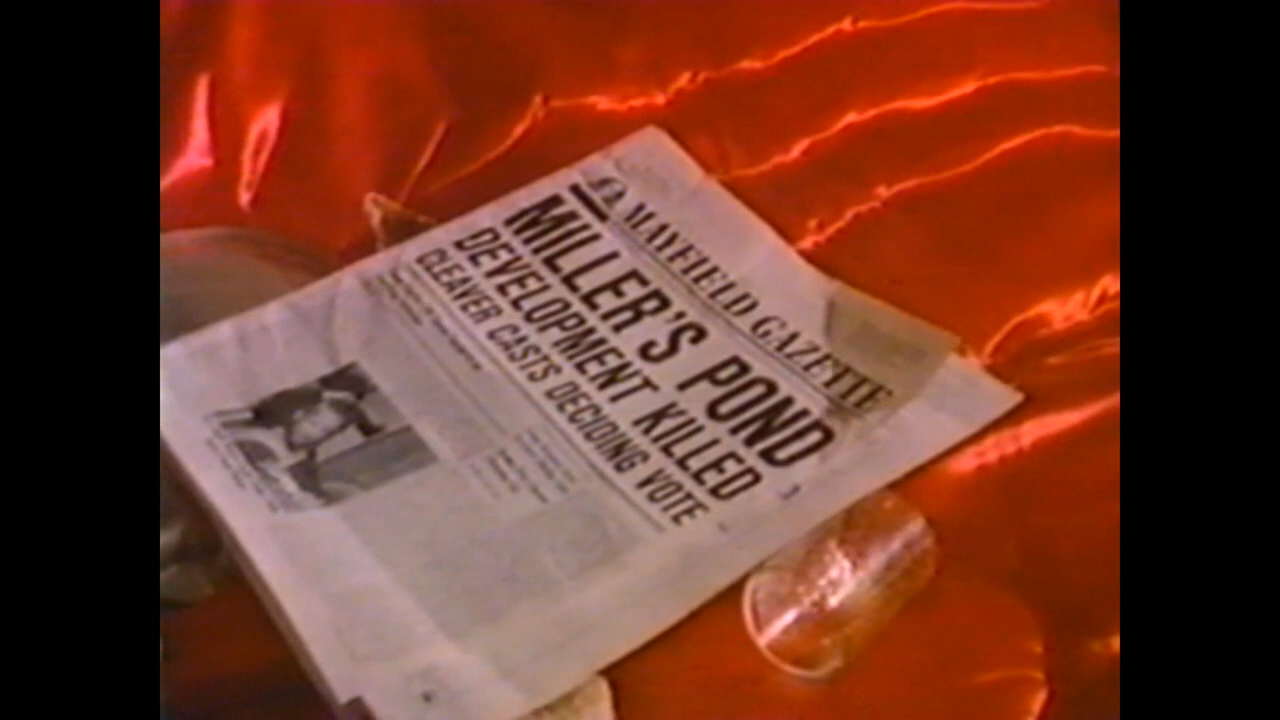 MAYFIELD GAZETTE
MILLER'S POND
DEVELOPMENT KILLED
CLEAVER CASTS DECIDING VOTE